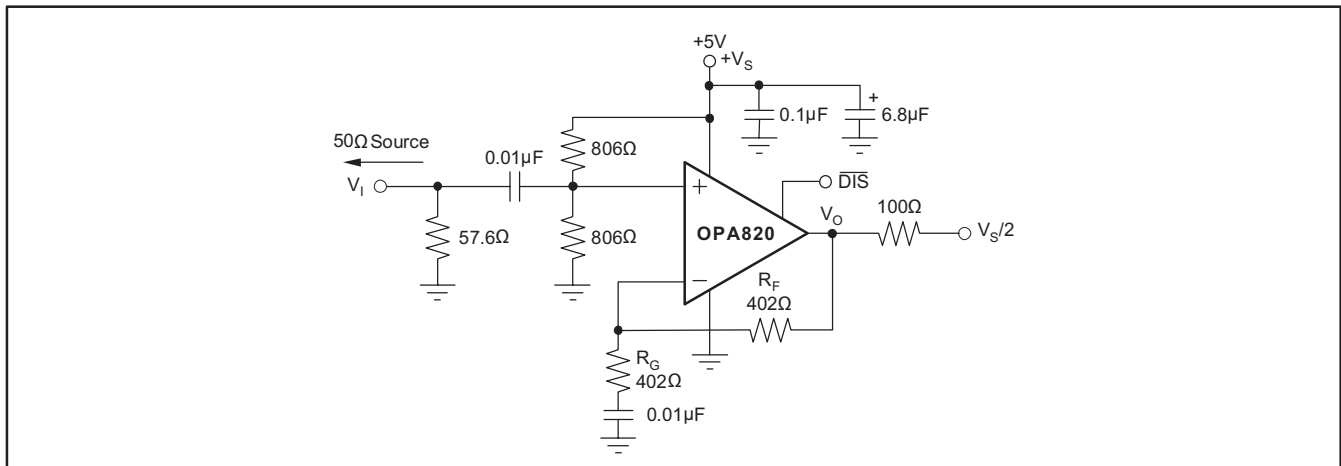 +5V
+V_S
0.1µF
+
6.8µF
50Ω Source
0.01µF
806Ω
V_I
+
D̅I̅S̅
57.6Ω
806Ω
OPA820
V_O
100Ω
V_S/2
−
R_F
402Ω
R_G
402Ω
0.01µF